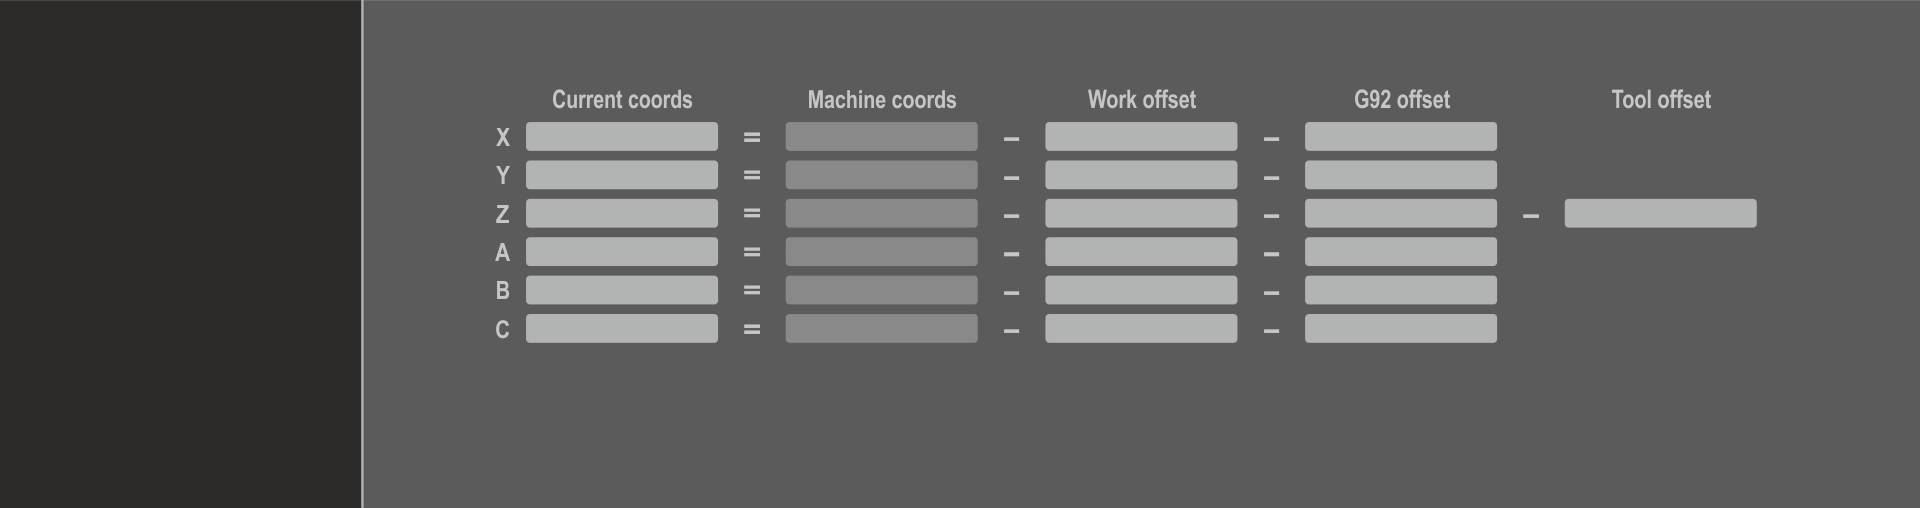 Current coords Machine coords Work offset G92 offset Tool offset
X = – –
Y = – –
Z = – – –
A = – –
B = – –
C = – –